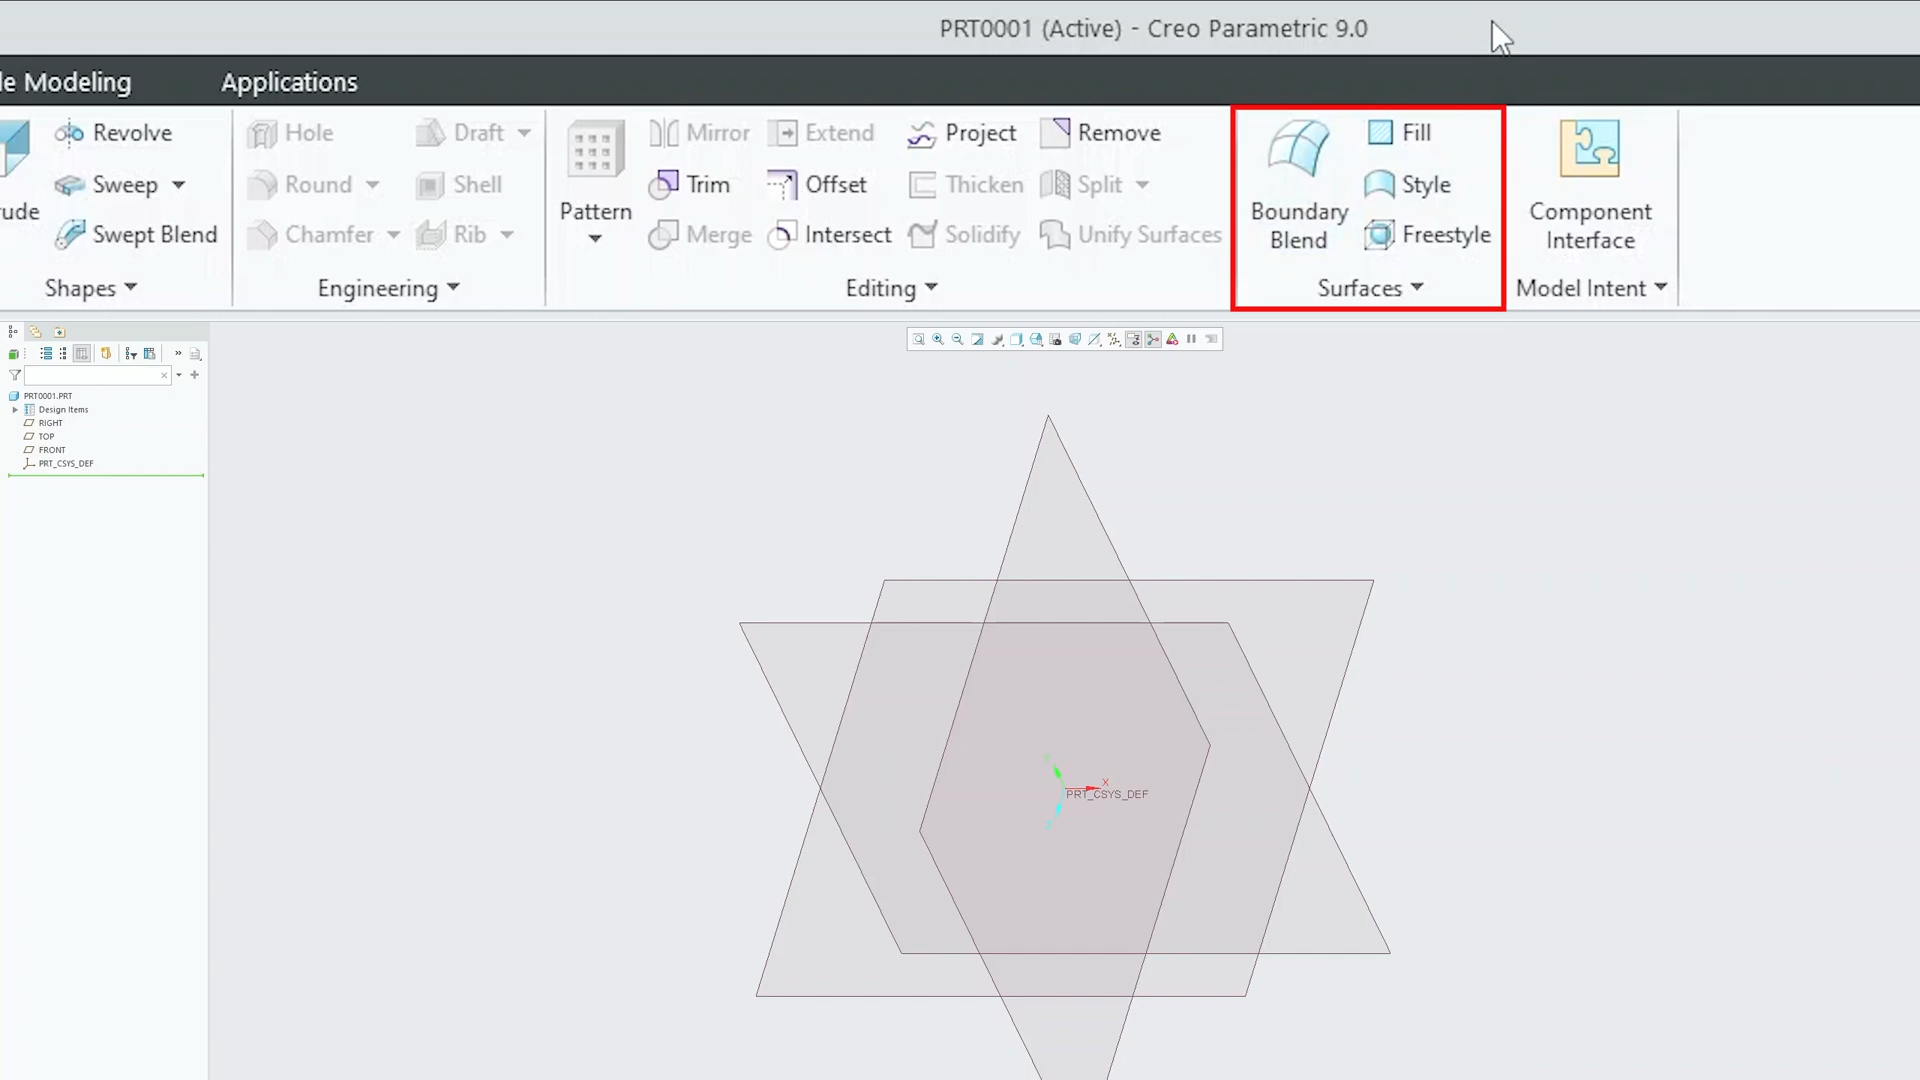 PRT0001 (Active) - Creo Parametric 9.0
le Modeling
Applications
Revolve
Sweep
ude
Swept Blend
Shapes
Hole
Draft
Round
Shell
Chamfer
Rib
Engineering
Pattern
Mirror
Extend
Project
Remove
Trim
Offset
Thicken
Split
Merge
Intersect
Solidify
Unify Surfaces
Editing
Boundary
Blend
Fill
Style
Freestyle
Surfaces
Component
Interface
Model Intent
PRT0001.PRT
Design Items
RIGHT
TOP
FRONT
PRT_CSYS_DEF
X
PRT_CSYS_DEF